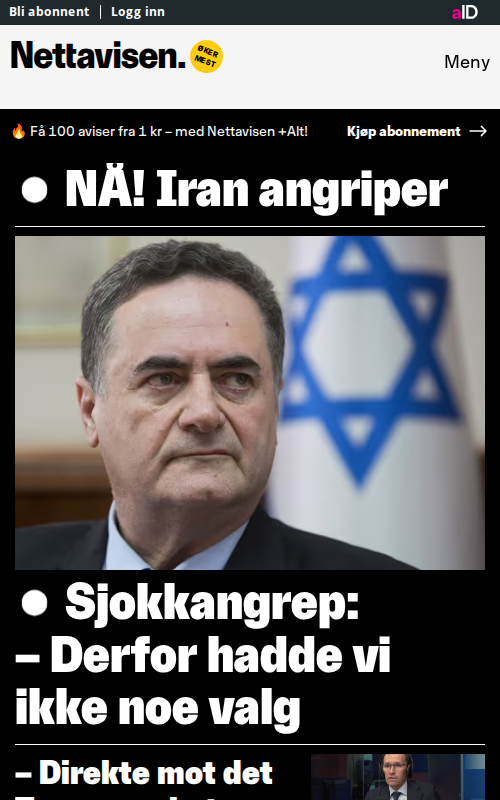 Bli abonnent | Logg inn
aID
Nettavisen.
ØKER
MEST
Meny
🔥 Få 100 aviser fra 1 kr – med Nettavisen +Alt!
Kjøp abonnement →
NÅ! Iran angriper
Sjokkangrep:
– Derfor hadde vi
ikke noe valg
– Direkte mot det